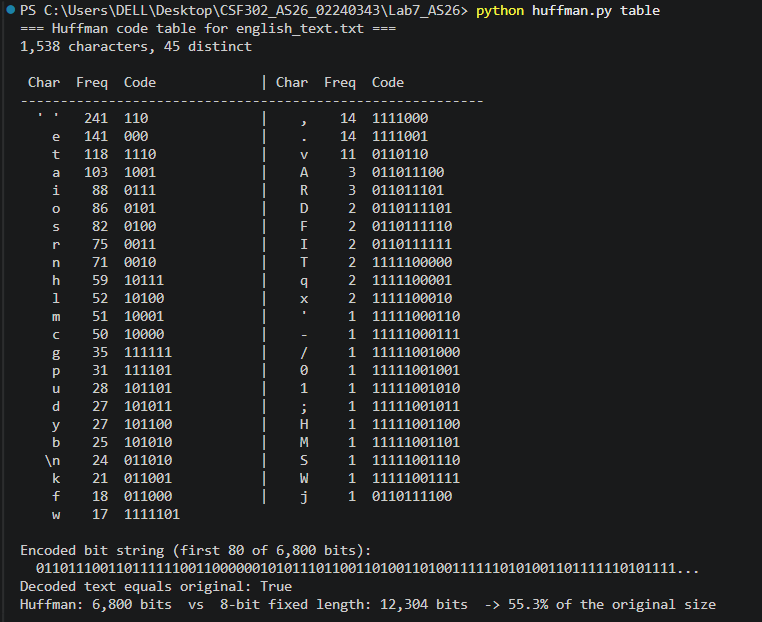 PS C:\Users\DELL\Desktop\CSF302_AS26_02240343\Lab7_AS26> python huffman.py table
=== Huffman code table for english_text.txt ===
1,538 characters, 45 distinct
Char  Freq  Code             | Char  Freq  Code
----------------------------------------------------------
' '   241  110             |    ,    14  1111000
e   141  000             |    .    14  1111001
t   118  1110            |    v    11  0110110
a   103  1001            |    A     3  011011100
i    88  0111            |    R     3  011011101
o    86  0101            |    D     2  0110111101
s    82  0100            |    F     2  0110111110
r    75  0011            |    I     2  0110111111
n    71  0010            |    T     2  1111100000
h    59  10111           |    q     2  1111100001
l    52  10100           |    x     2  1111100010
m    51  10001           |    '     1  11111000110
c    50  10000           |    -     1  11111000111
g    35  111111          |    /     1  11111001000
p    31  111101          |    0     1  11111001001
u    28  101101          |    1     1  11111001010
d    27  101011          |    ;     1  11111001011
y    27  101100          |    H     1  11111001100
b    25  101010          |    M     1  11111001101
\n    24  011010          |    S     1  11111001110
k    21  011001          |    W     1  11111001111
f    18  011000          |    j     1  0110111100
w    17  1111101
Encoded bit string (first 80 of 6,800 bits):
01101110011011111100110000001010111011001101001101001111110101001101111110101111...
Decoded text equals original: True
Huffman: 6,800 bits  vs  8-bit fixed length: 12,304 bits  -> 55.3% of the original size